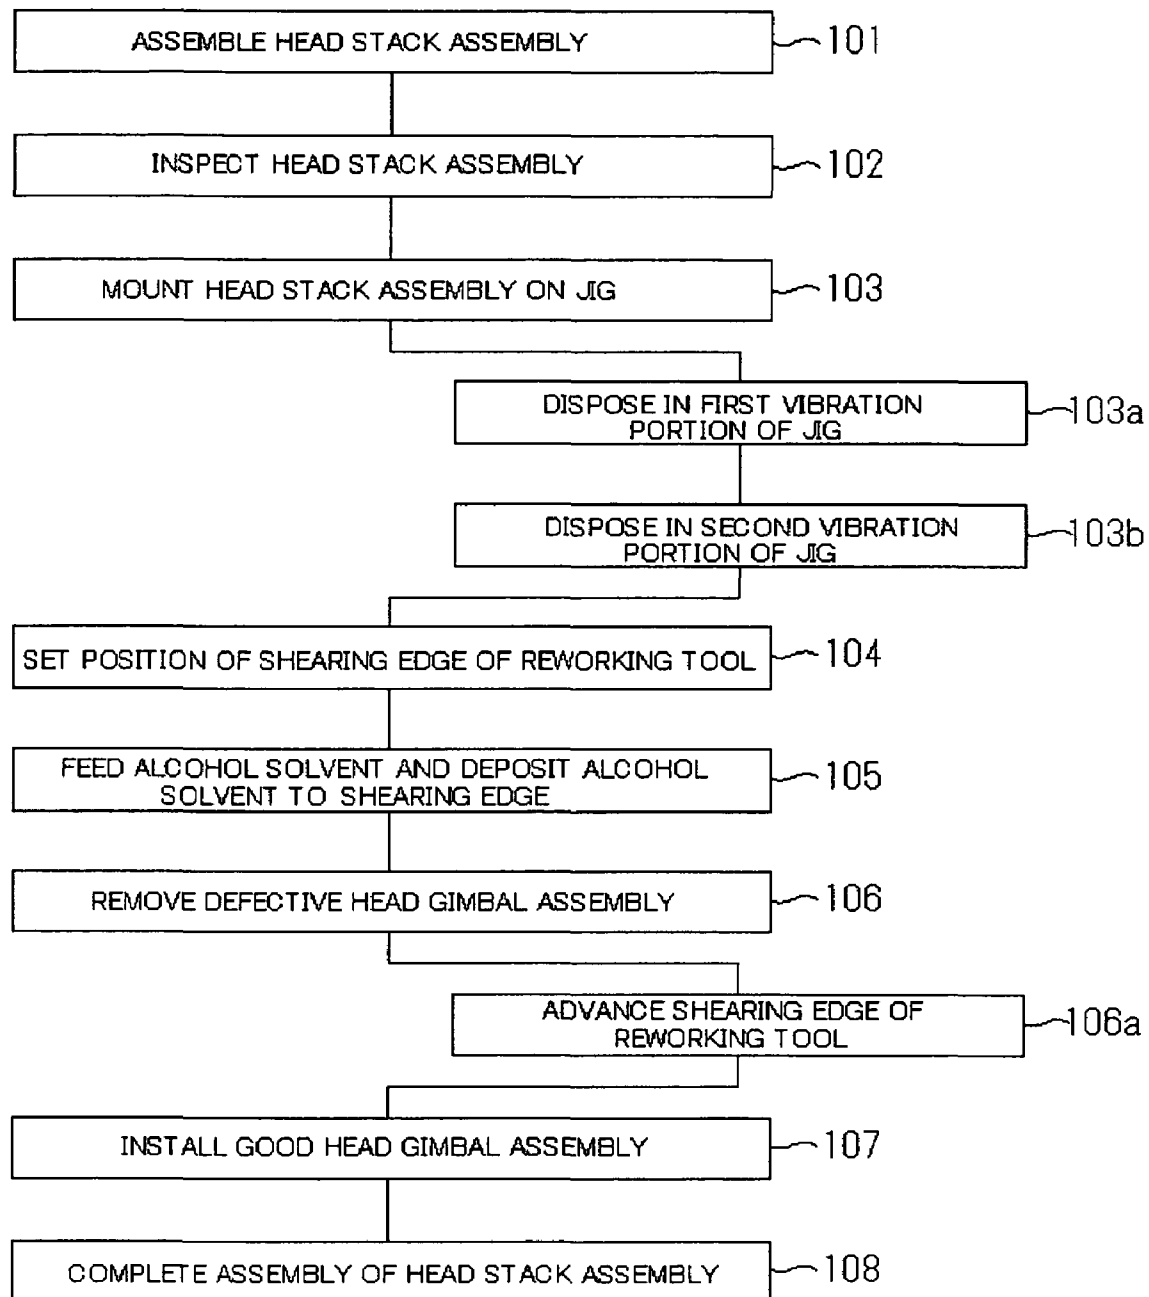 ASSEMBLE HEAD STACK ASSEMBLY 101
INSPECT HEAD STACK ASSEMBLY 102
MOUNT HEAD STACK ASSEMBLY ON JIG 103
DISPOSE IN FIRST VIBRATION
PORTION OF JIG
103a
DISPOSE IN SECOND VIBRATION
PORTION OF JIG
103b
SET POSITION OF SHEARING EDGE OF REWORKING TOOL 104
FEED ALCOHOL SOLVENT AND DEPOSIT ALCOHOL
SOLVENT TO SHEARING EDGE
105
REMOVE DEFECTIVE HEAD GIMBAL ASSEMBLY 106
ADVANCE SHEARING EDGE OF
REWORKING TOOL
106a
INSTALL GOOD HEAD GIMBAL ASSEMBLY 107
COMPLETE ASSEMBLY OF HEAD STACK ASSEMBLY 108